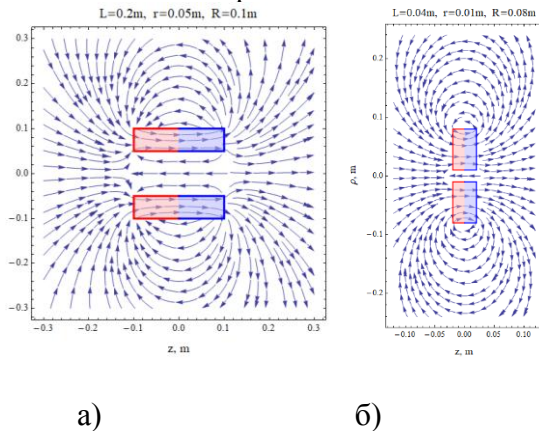 L=0.2m, r=0.05m, R=0.1m
0.3
0.2
0.1
0.0
-0.1
-0.2
-0.3
-0.3 -0.2 -0.1 0.0 0.1 0.2 0.3
z, m
L=0.04m, r=0.01m, R=0.08m
ρ, m
0.2
0.1
0.0
-0.1
-0.2
-0.10 -0.05 0.00 0.05 0.10
z, m
а) б)